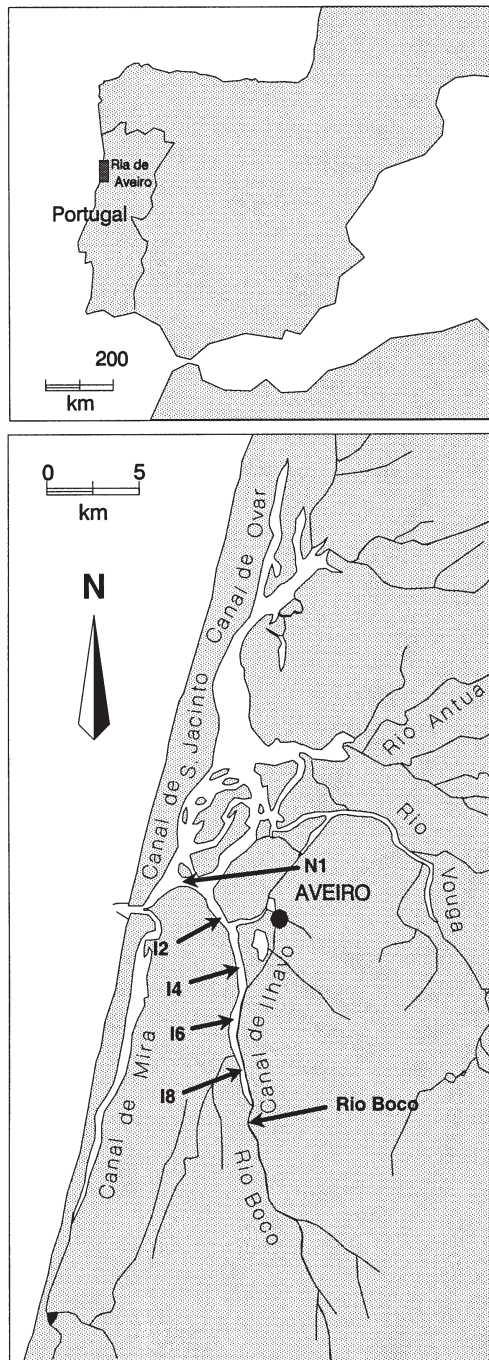 Ria de
Aveiro
Portugal
200
km
0 5
km
N
Canal de Ovar
Canal de S. Jacinto
Rio Antua
Rio
Vouga
N1
AVEIRO
I2
I4
I6
I8
Canal de Ilhavo
Canal de Mira
Rio Boco
Rio Boco